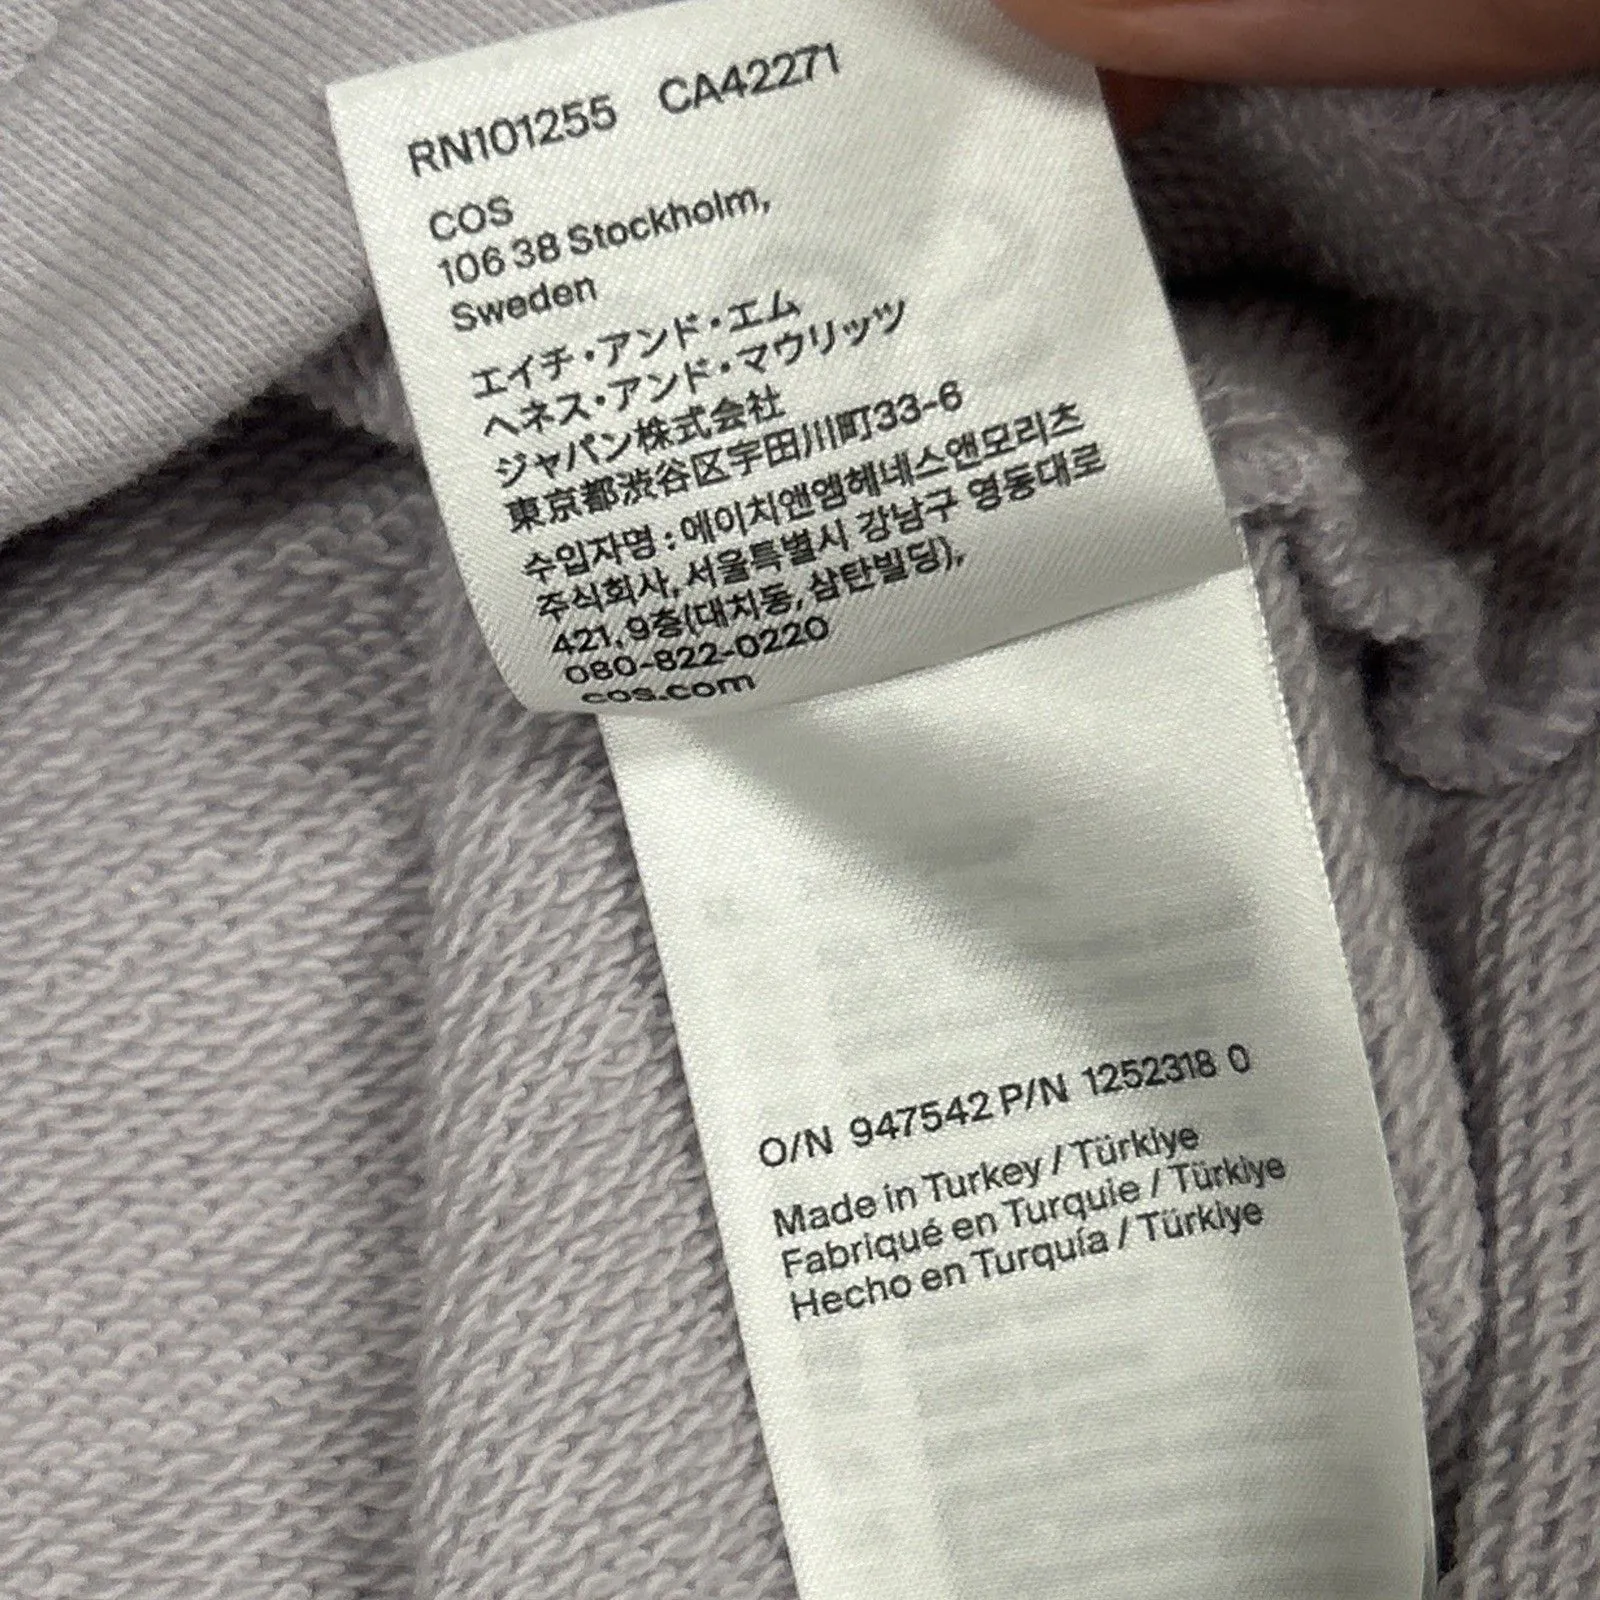 RN101255 CA42271
COS
106 38 Stockholm,
Sweden
エイチ・アンド・エム
ヘネス・アンド・マウリッツ
ジャパン株式会社
東京都渋谷区宇田川町33-6
수입자명 : 에이치앤엠헤네스앤모리츠
주식회사, 서울특별시 강남구 영동대로
421, 9층(대치동, 삼탄빌딩),
080-822-0220
cos.com
O/N 947542 P/N 1252318 0
Made in Turkey / Türkiye
Fabriqué en Turquie / Türkiye
Hecho en Turquía / Türkiye